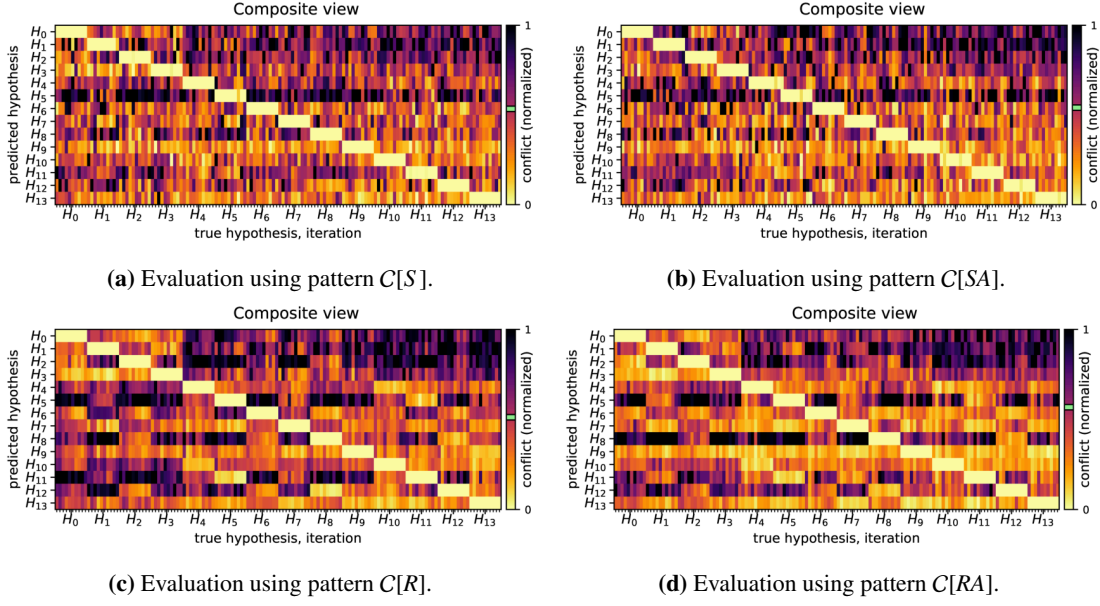 Composite view
predicted hypothesis
H₀
H₁
H₂
H₃
H₄
H₅
H₆
H₇
H₈
H₉
H₁₀
H₁₁
H₁₂
H₁₃
H₀ H₁ H₂ H₃ H₄ H₅ H₆ H₇ H₈ H₉ H₁₀ H₁₁ H₁₂ H₁₃
true hypothesis, iteration
1
conflict (normalized)
0
(a) Evaluation using pattern C[S].
Composite view
predicted hypothesis
H₀
H₁
H₂
H₃
H₄
H₅
H₆
H₇
H₈
H₉
H₁₀
H₁₁
H₁₂
H₁₃
H₀ H₁ H₂ H₃ H₄ H₅ H₆ H₇ H₈ H₉ H₁₀ H₁₁ H₁₂ H₁₃
true hypothesis, iteration
1
conflict (normalized)
0
(b) Evaluation using pattern C[SA].
Composite view
predicted hypothesis
H₀
H₁
H₂
H₃
H₄
H₅
H₆
H₇
H₈
H₉
H₁₀
H₁₁
H₁₂
H₁₃
H₀ H₁ H₂ H₃ H₄ H₅ H₆ H₇ H₈ H₉ H₁₀ H₁₁ H₁₂ H₁₃
true hypothesis, iteration
1
conflict (normalized)
0
(c) Evaluation using pattern C[R].
Composite view
predicted hypothesis
H₀
H₁
H₂
H₃
H₄
H₅
H₆
H₇
H₈
H₉
H₁₀
H₁₁
H₁₂
H₁₃
H₀ H₁ H₂ H₃ H₄ H₅ H₆ H₇ H₈ H₉ H₁₀ H₁₁ H₁₂ H₁₃
true hypothesis, iteration
1
conflict (normalized)
0
(d) Evaluation using pattern C[RA].